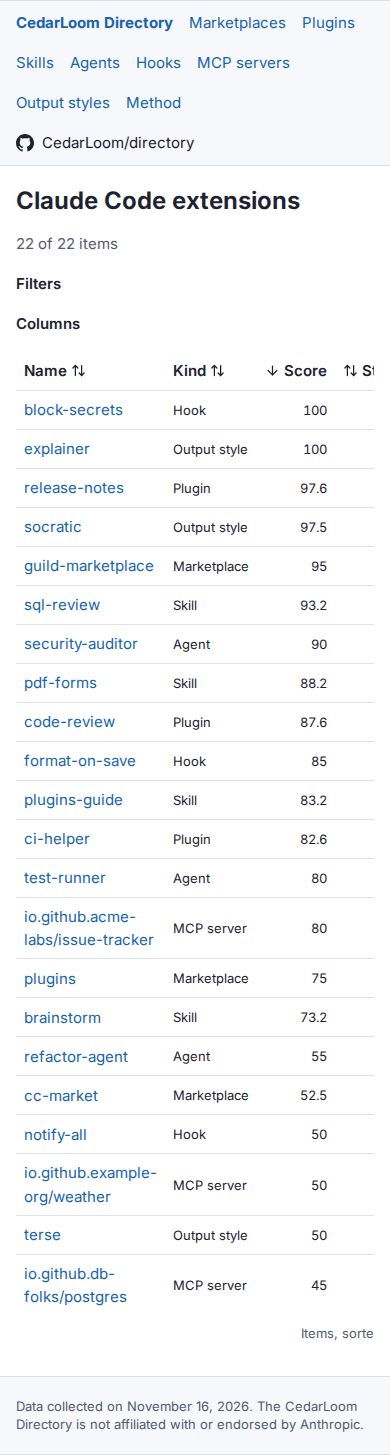 CedarLoom Directory Marketplaces Plugins
Skills Agents Hooks MCP servers
Output styles Method
CedarLoom/directory
Claude Code extensions
22 of 22 items
Filters
Columns
Name Kind Score St
block-secrets Hook 100
explainer Output style 100
release-notes Plugin 97.6
socratic Output style 97.5
guild-marketplace Marketplace 95
sql-review Skill 93.2
security-auditor Agent 90
pdf-forms Skill 88.2
code-review Plugin 87.6
format-on-save Hook 85
plugins-guide Skill 83.2
ci-helper Plugin 82.6
test-runner Agent 80
io.github.acme-
labs/issue-tracker MCP server 80
plugins Marketplace 75
brainstorm Skill 73.2
refactor-agent Agent 55
cc-market Marketplace 52.5
notify-all Hook 50
io.github.example-
org/weather MCP server 50
terse Output style 50
io.github.db-
folks/postgres MCP server 45
Items, sorte
Data collected on November 16, 2026. The CedarLoom
Directory is not affiliated with or endorsed by Anthropic.